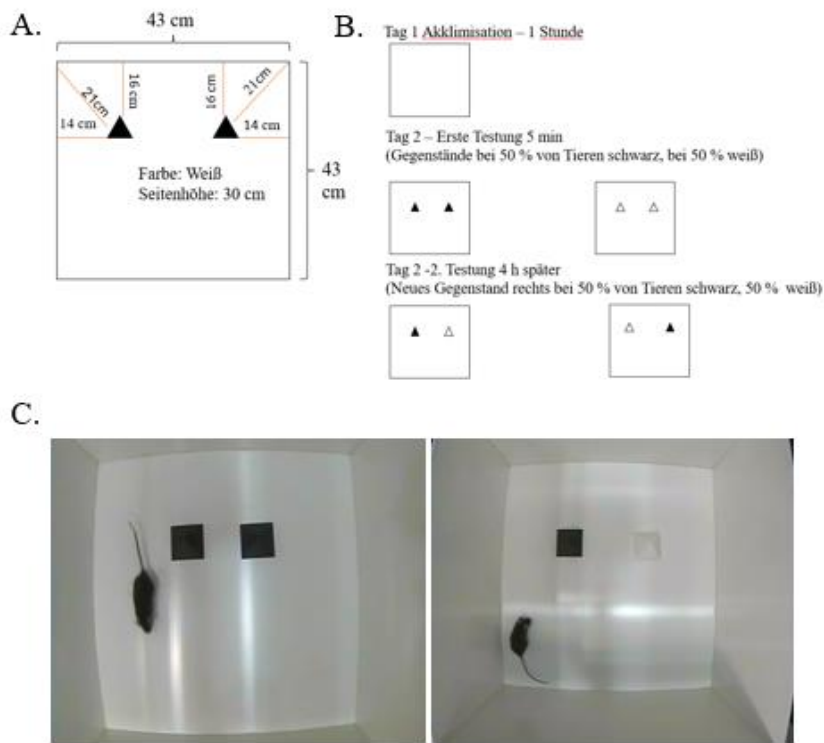 A.
43 cm
16 cm
16 cm
21cm
21cm
14 cm
14 cm
Farbe: Weiß
Seitenhöhe: 30 cm
43
cm
B.
Tag 1 Akklimisation – 1 Stunde
Tag 2 – Erste Testung 5 min
(Gegenstände bei 50 % von Tieren schwarz, bei 50 % weiß)
Tag 2 -2. Testung 4 h später
(Neues Gegenstand rechts bei 50 % von Tieren schwarz, 50 % weiß)
C.